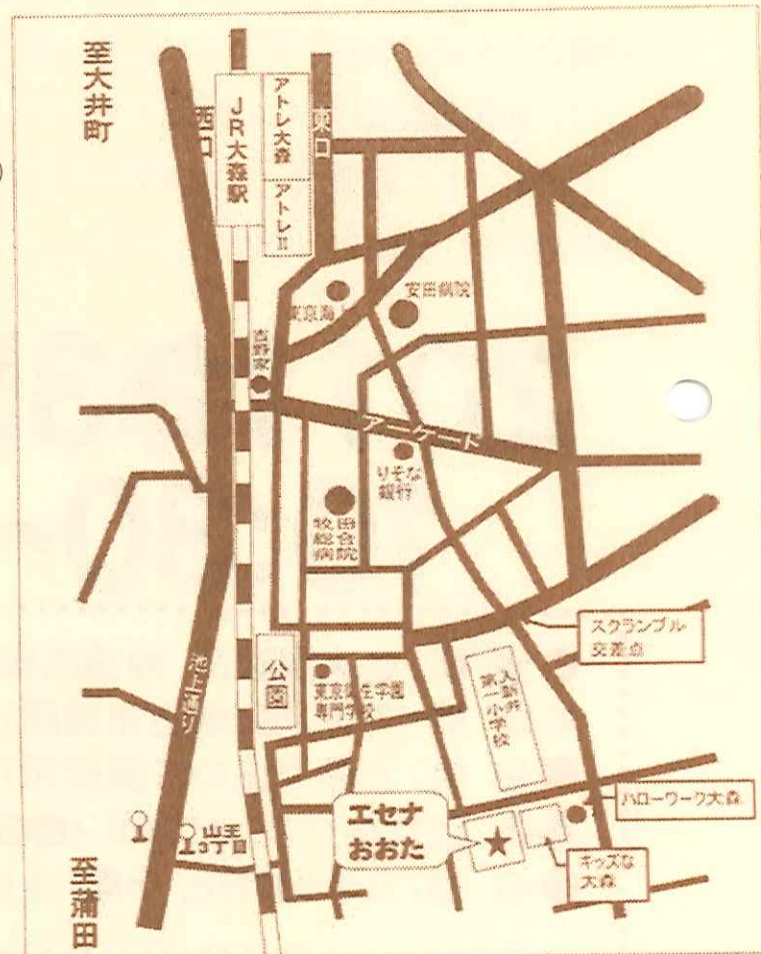 至大井町
西口
JR大森駅
アトレ大森
アトレⅡ
東口
東京海上
安田病院
吉野家
アーケード
りそな
銀行
牧田
総合
病院
スクランブル
交差点
池上通り
公園
東京衛生学園
専門学校
入新井
第一小学校
ハローワーク大森
エセナ
おおた
キッズな
大森
山王
3丁目
至蒲田